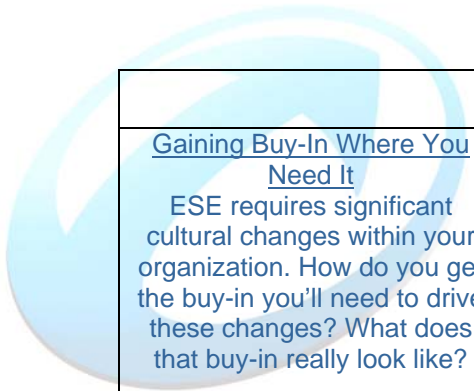 Gaining Buy-In Where You
Need It
ESE requires significant
cultural changes within your
organization. How do you ge
the buy-in you'll need to drive
these changes? What does
that buy-in really look like?